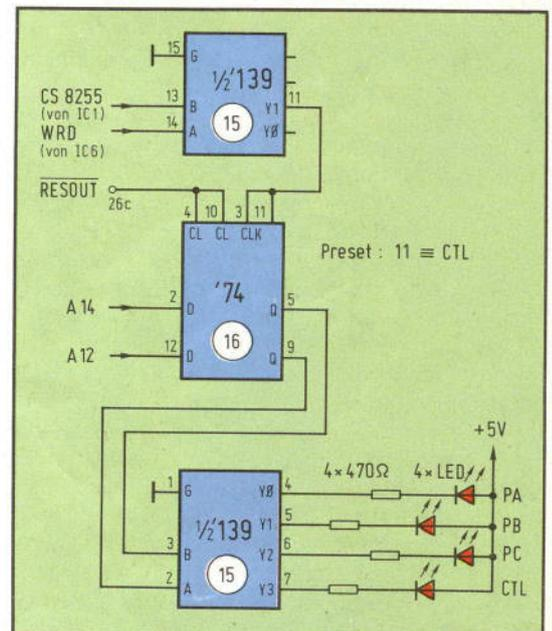 15 G
½'139
CS 8255 13 B Y1 11
(von IC1)
15
WRD 14 A YØ
(von IC6)
RESOUT
26c
4 10 3 11
CL CL CLK
Preset : 11 ≡ CTL
'74
A14 2 D Q 5
16
A12 12 D Q 9
+5V
4×470Ω 4×LED
1 G YØ 4 PA
½'139 Y1 5 PB
3 B Y2 6 PC
15
2 A Y3 7 CTL